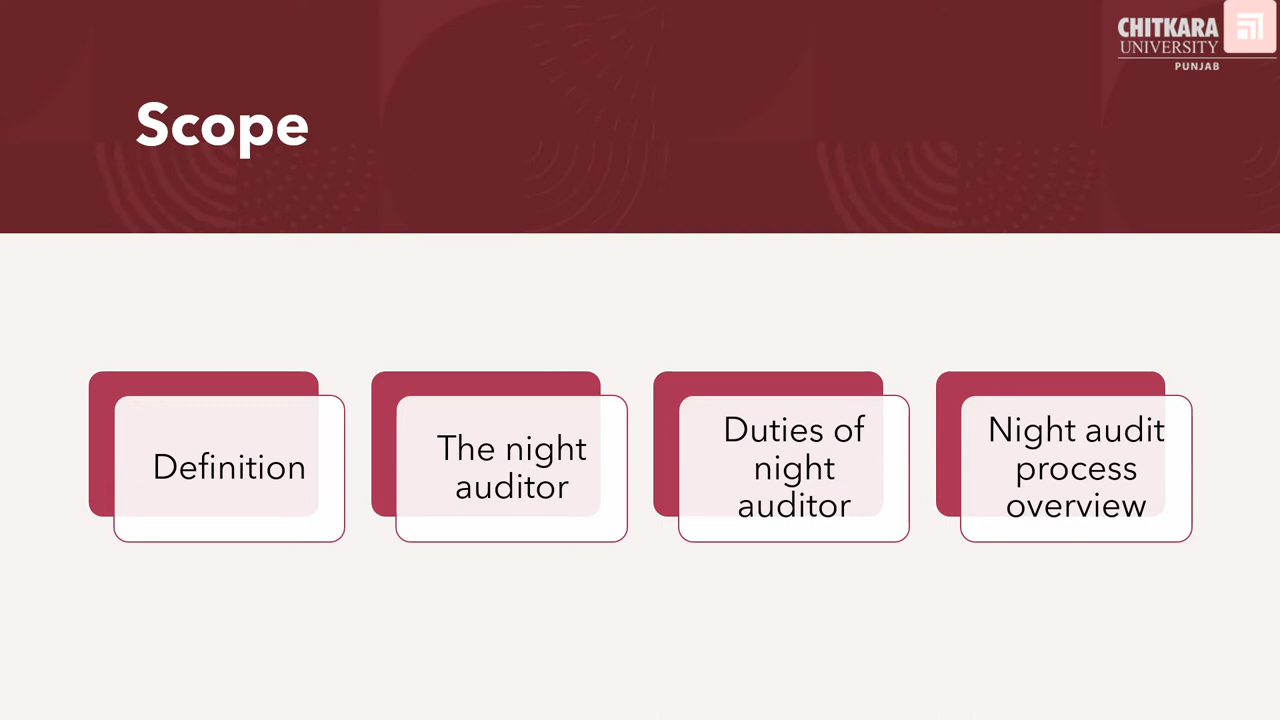 CHITKARA
UNIVERSITY
PUNJAB
Scope
Definition
The night
auditor
Duties of
night
auditor
Night audit
process
overview